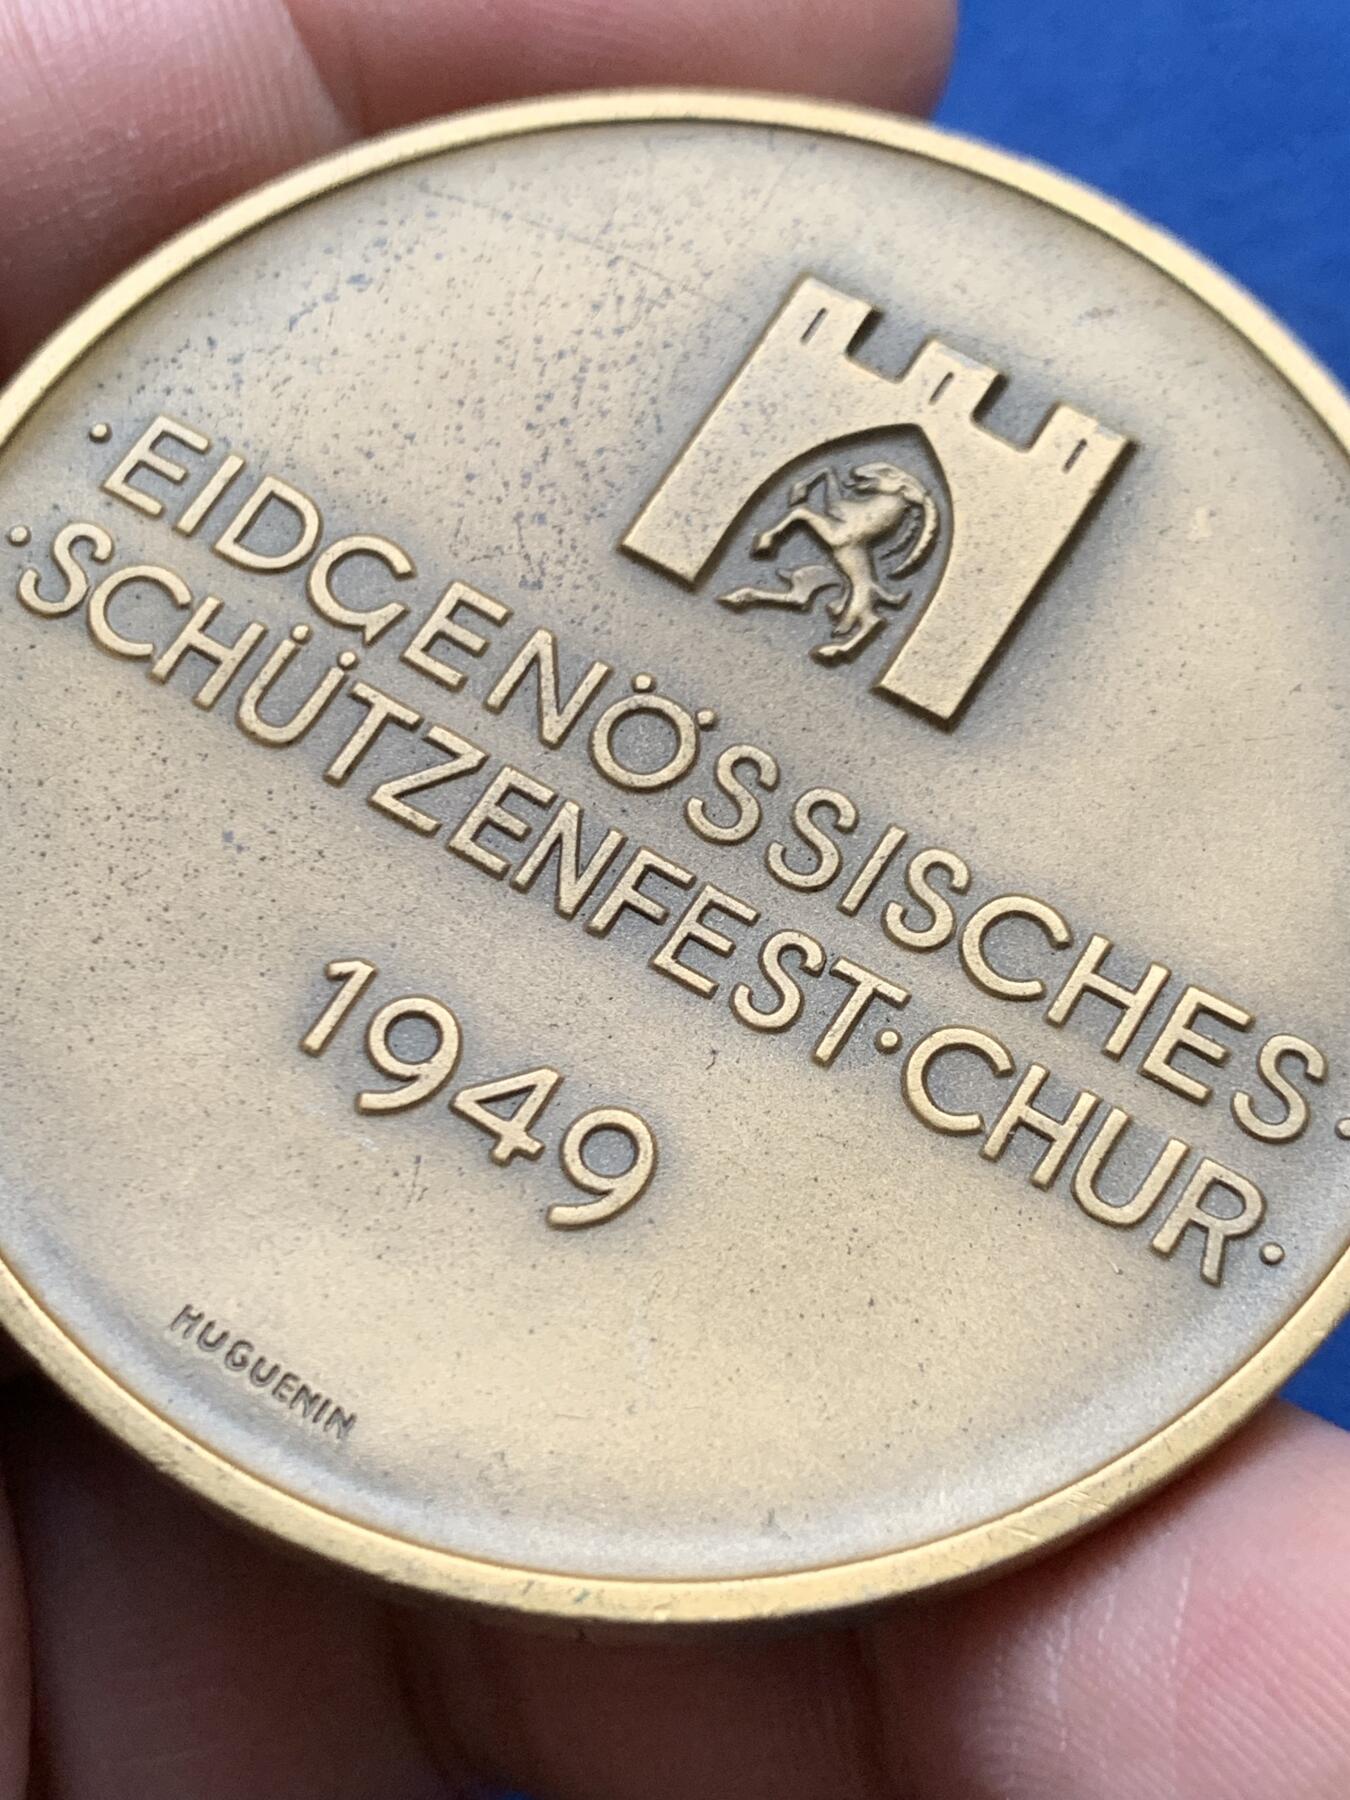 ·EIDGENÖSSISCHES·
·SCHÜTZENFEST·CHUR·
1949
HUGUENIN